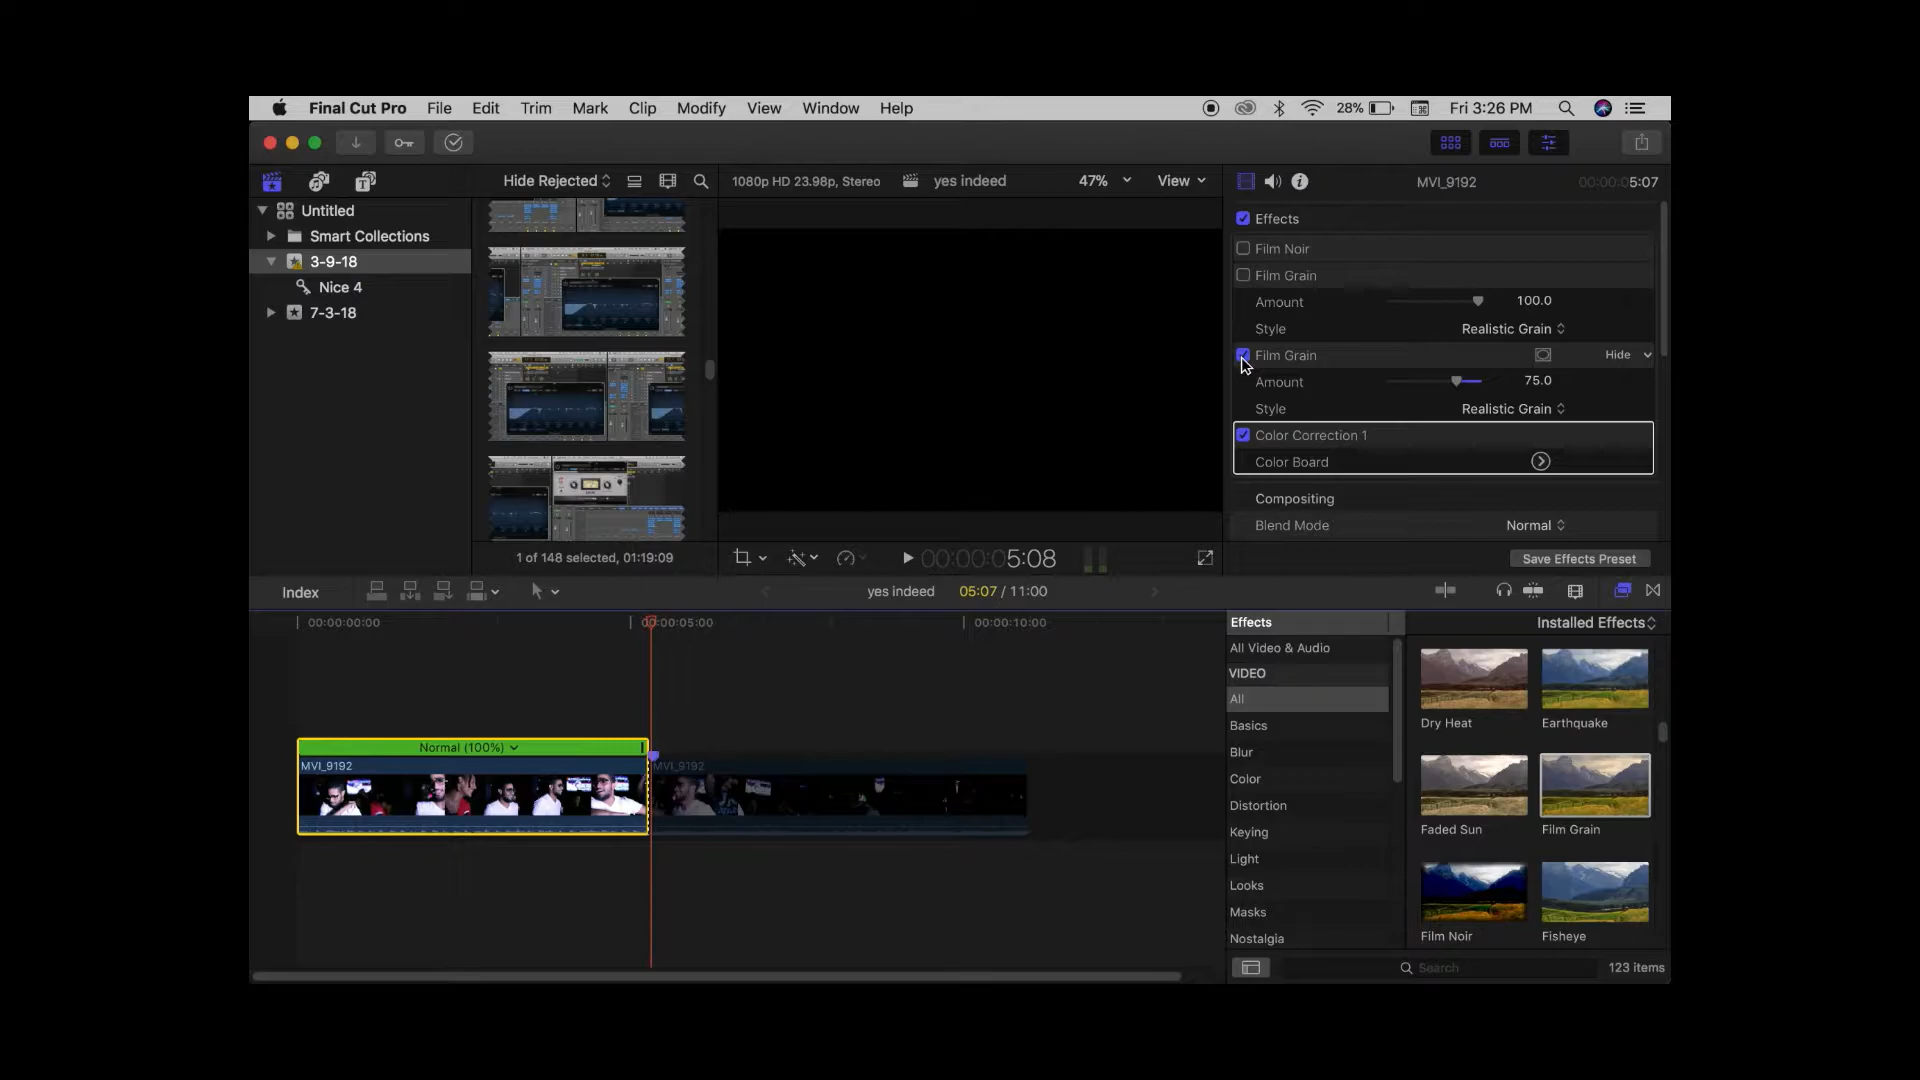 Final Cut Pro File Edit Trim Mark Clip Modify View Window Help 28% Fri 3:26 PM
Hide Rejected 1080p HD 23.98p, Stereo yes indeed 47% View MVI_9192 00:00:05:07
Untitled
Smart Collections
3-9-18
Nice 4
7-3-18
Effects
Film Noir
Film Grain
Amount 100.0
Style Realistic Grain
Film Grain Hide
Amount 75.0
Style Realistic Grain
Color Correction 1
Color Board
Compositing
Blend Mode Normal
1 of 148 selected, 01:19:09 00:00:05:08 Save Effects Preset
Index yes indeed 05:07 / 11:00
00:00:00:00 00:00:05:00 00:00:10:00
Normal (100%)
MVI_9192 MVI_9192
Effects Installed Effects
All Video & Audio
VIDEO
All
Basics
Blur
Color
Distortion
Keying
Light
Looks
Masks
Nostalgia
Dry Heat Earthquake
Faded Sun Film Grain
Film Noir Fisheye
Search 123 items